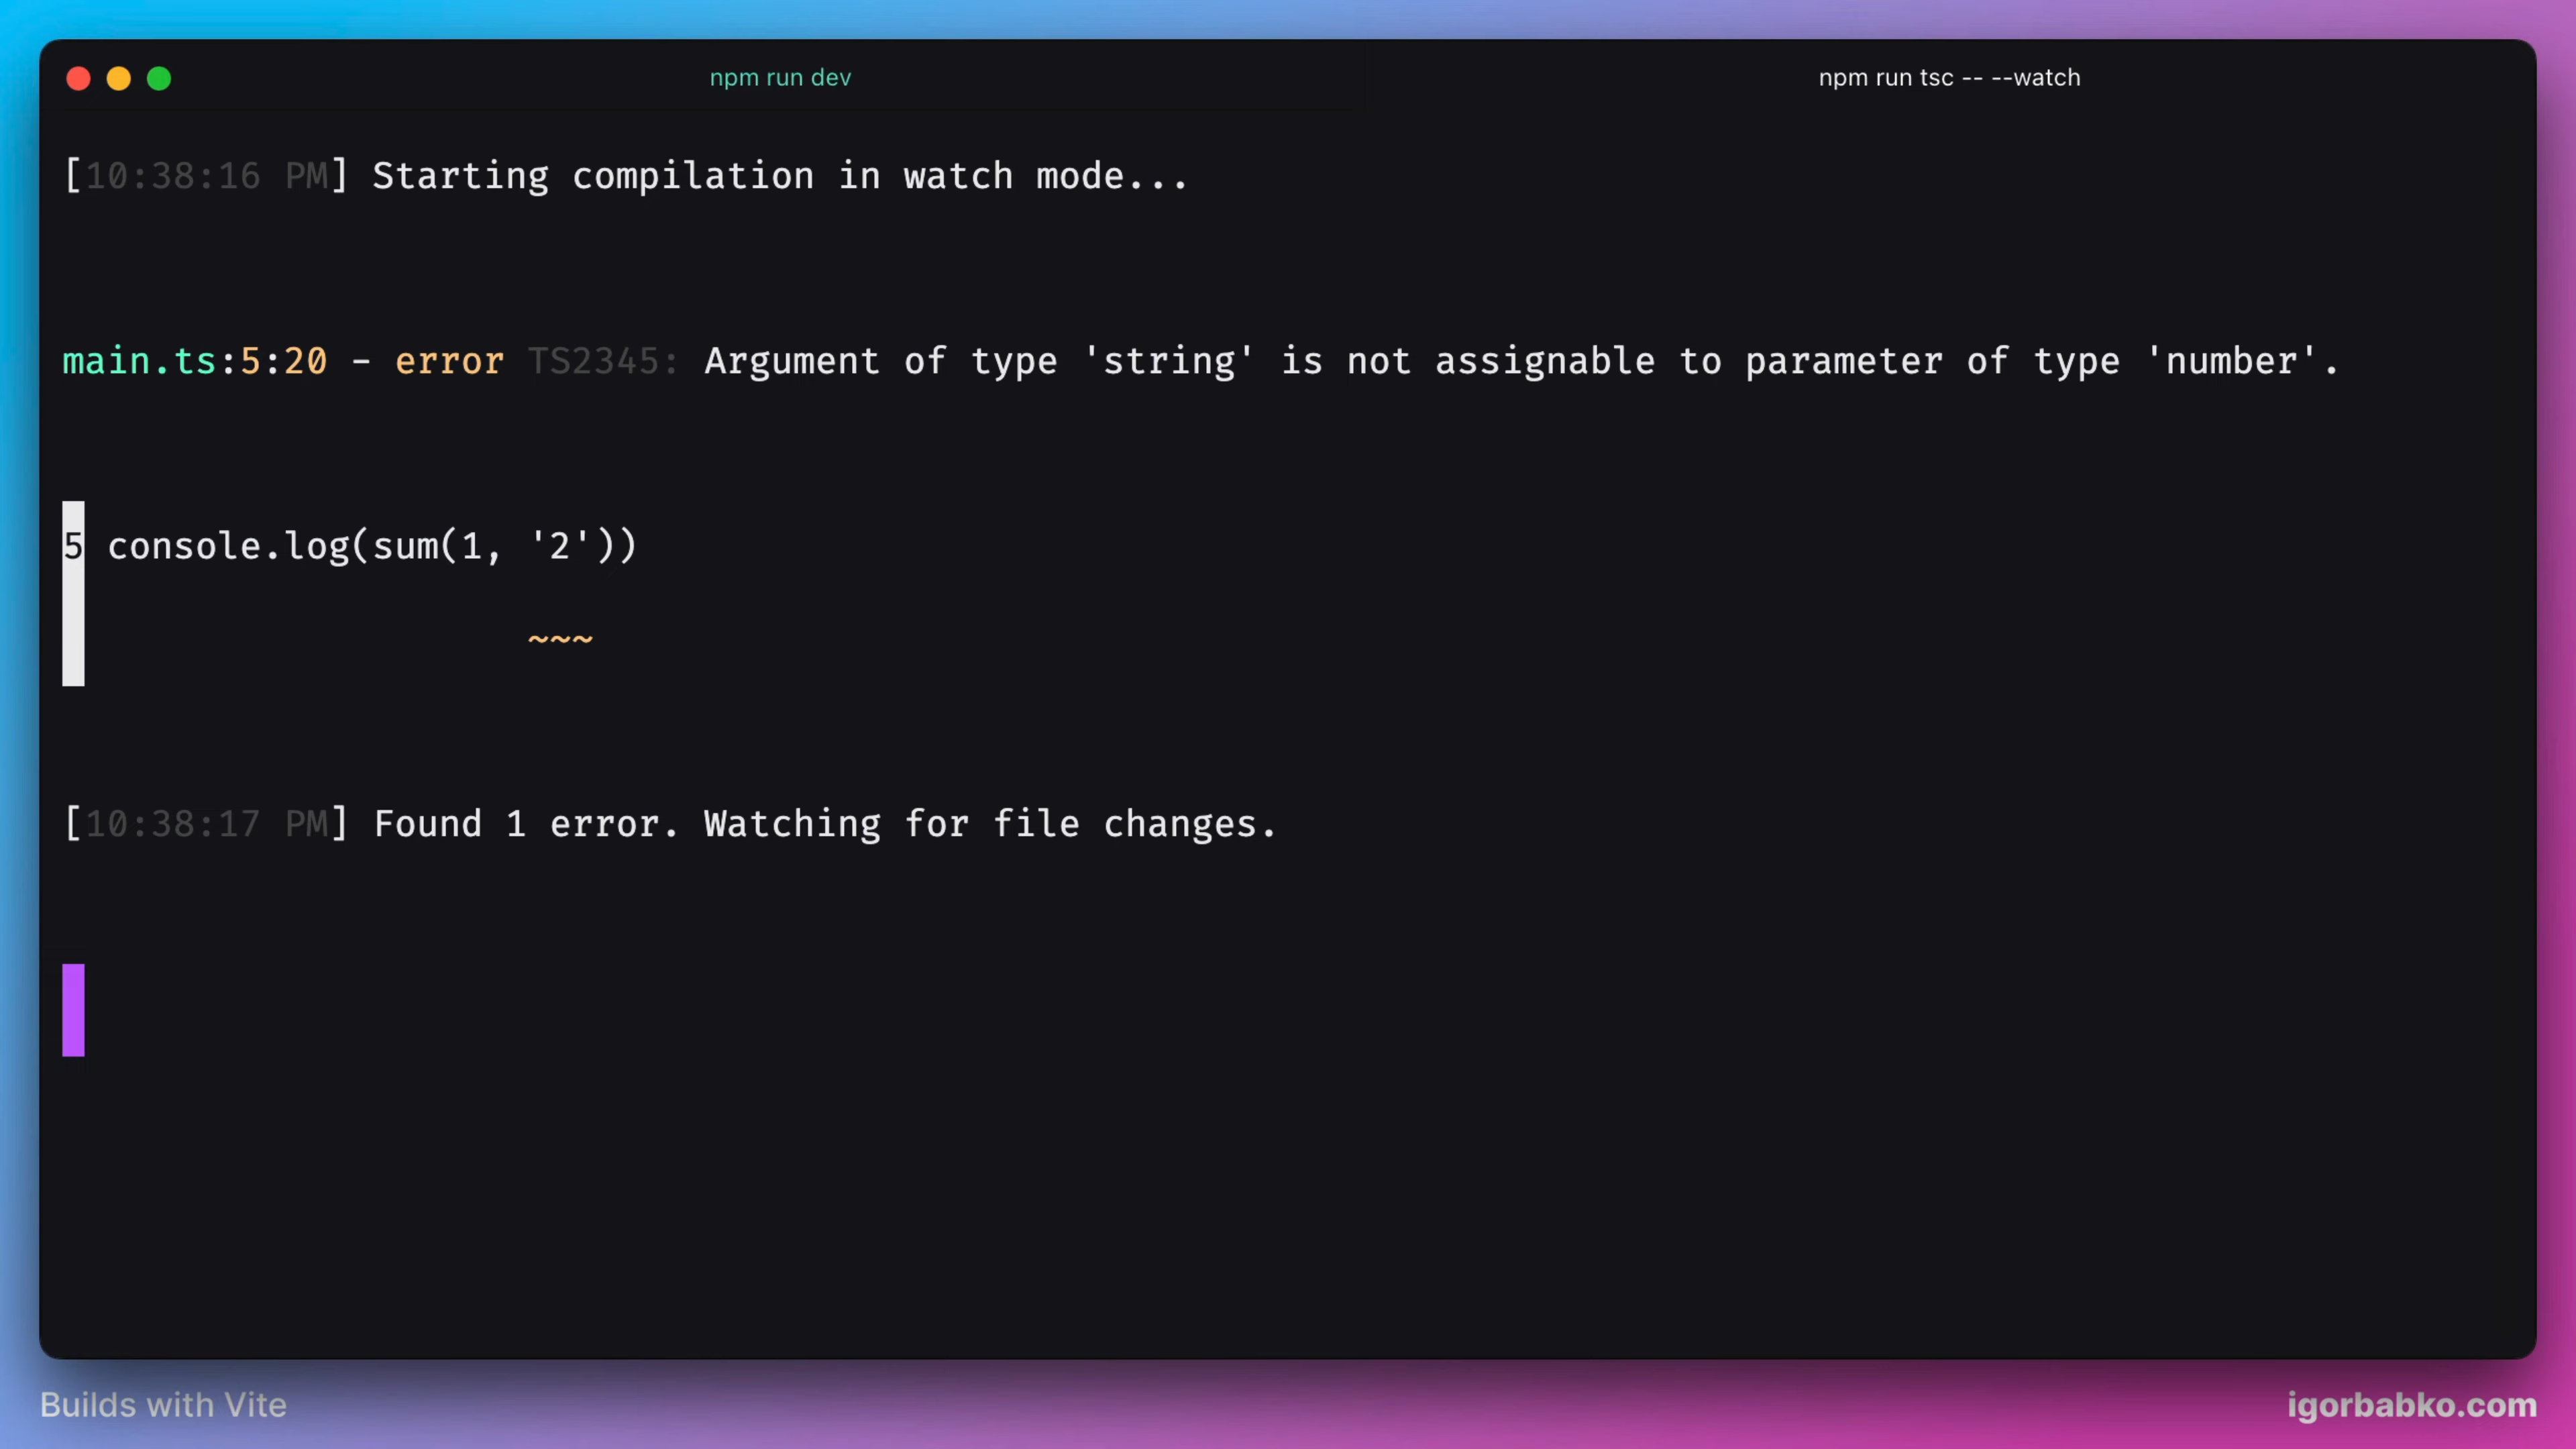 npm run dev
npm run tsc -- --watch
[10:38:16 PM] Starting compilation in watch mode...
main.ts:5:20 - error TS2345: Argument of type 'string' is not assignable to parameter of type 'number'.
5 console.log(sum(1, '2'))
~~~
[10:38:17 PM] Found 1 error. Watching for file changes.
Builds with Vite
igorbabko.com